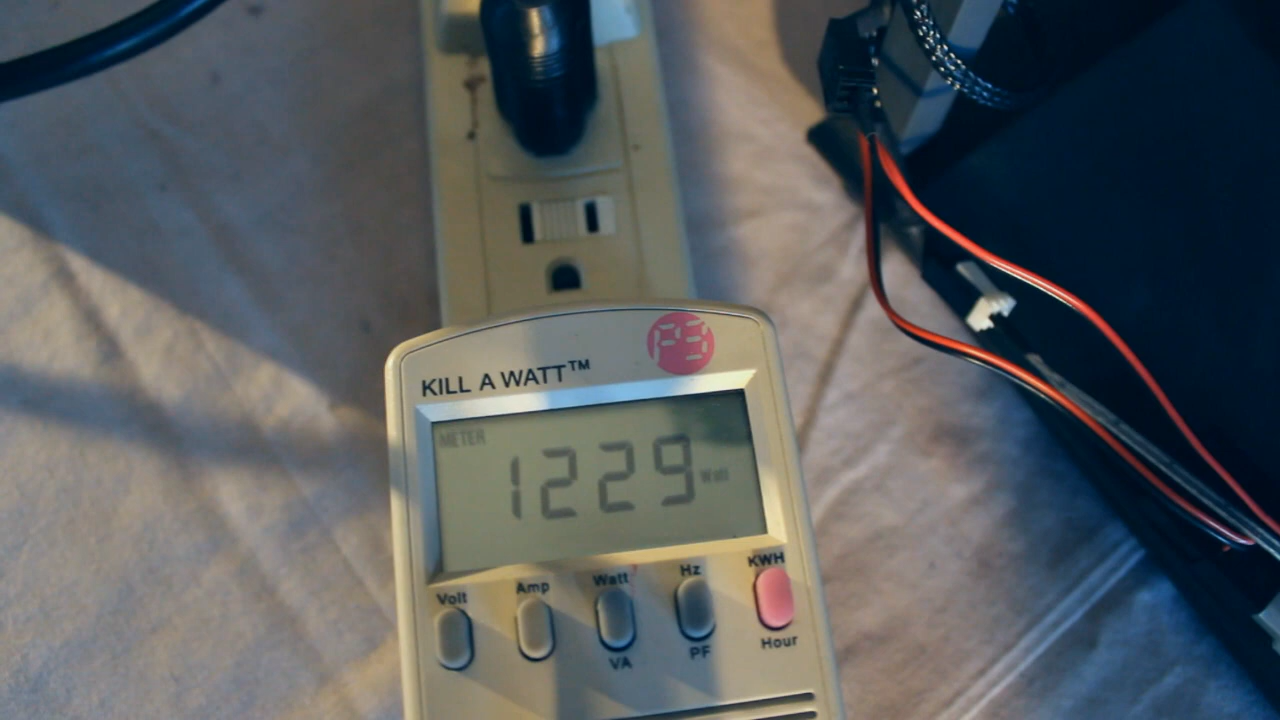 P3
KILL A WATT™
METER
1229 Watt
Volt Amp Watt Hz KWH
VA PF Hour